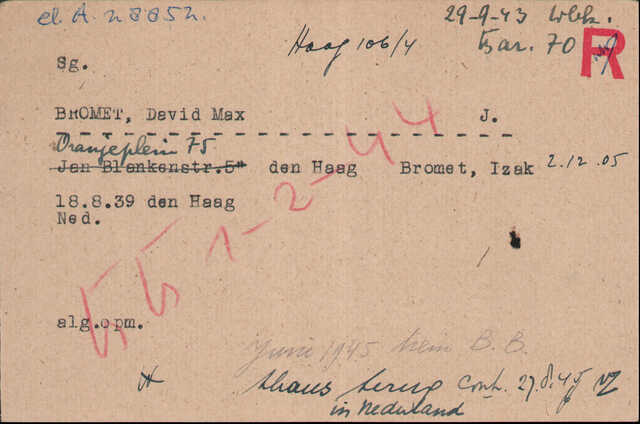 el. A. 28852.
29-9-43 Wbk.
Haag 106/4
Bar. 70
R
Sg.
BROMET, David Max J.
Oranjeplein 75
Jan Blankenstr.5" den Haag Bromet, Izak 2.12.05
18.8.39 den Haag
Ned.
1-2-44
alg.opm.
Juni 1945 trein B.B.
thans terug cont. 27.8.45
in Nederland